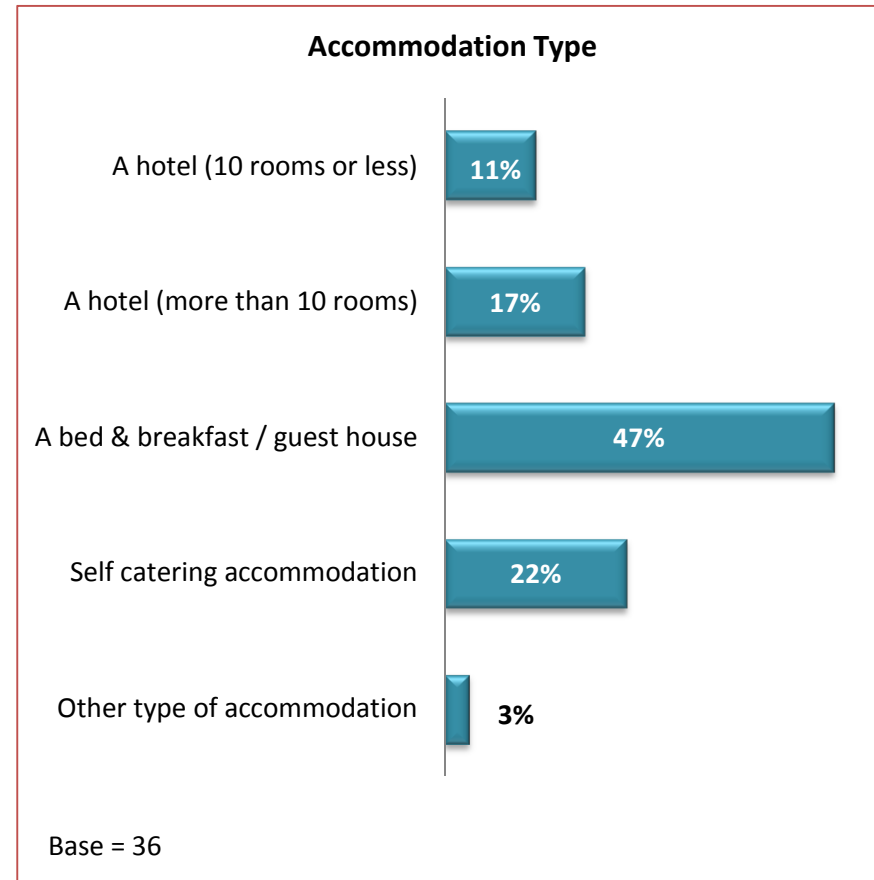 Accommodation Type
A hotel (10 rooms or less)
11%
A hotel (more than 10 rooms)
17%
A bed & breakfast / guest house
47%
Self catering accommodation
22%
Other type of accommodation
3%
Base = 36